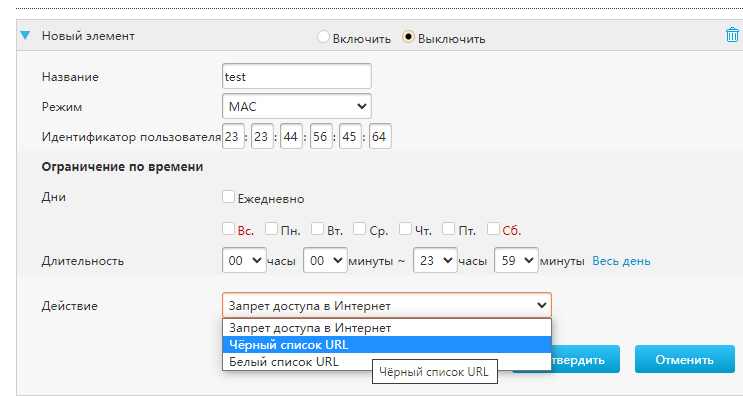 Новый элемент Включить Выключить
Название test
Режим MAC
Идентификатор пользователя 23 : 23 : 44 : 56 : 45 : 64
Ограничение по времени
Дни Ежедневно
Вс. Пн. Вт. Ср. Чт. Пт. Сб.
Длительность 00 часы 00 минуты ~ 23 часы 59 минуты Весь день
Действие Запрет доступа в Интернет
Запрет доступа в Интернет
Чёрный список URL
Белый список URL
твердить Отменить
Чёрный список URL